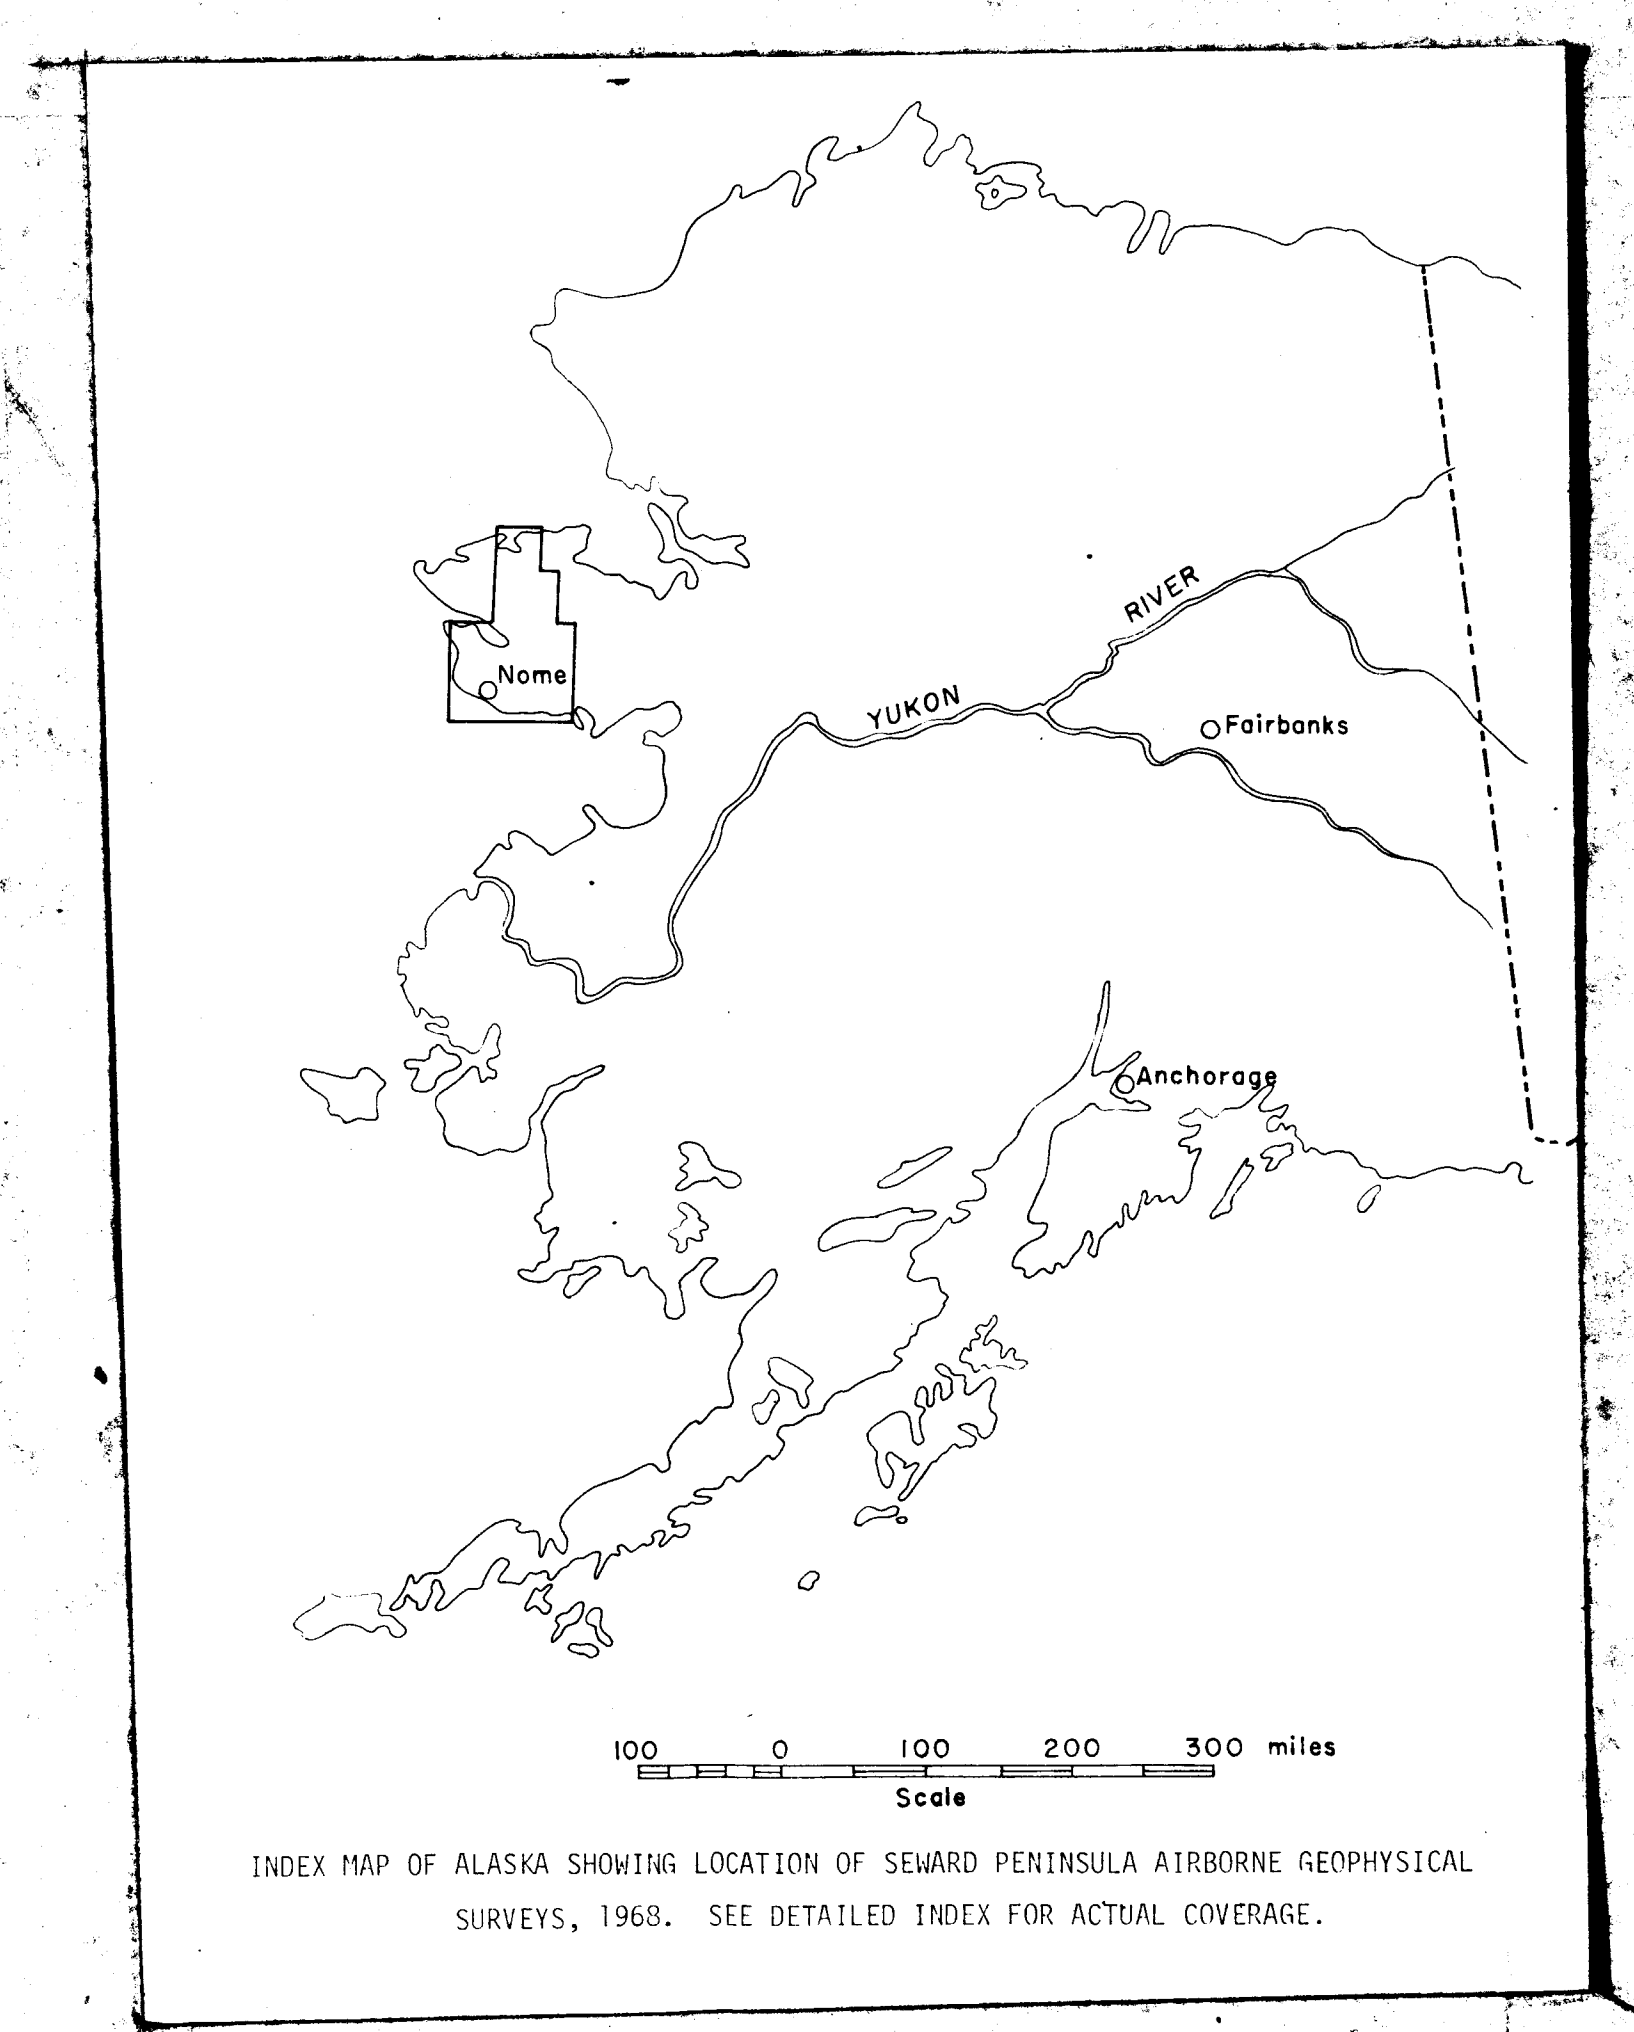 RIVER
Nome
YUKON
Fairbanks
Anchorage
100 0 100 200 300 miles
Scale
INDEX MAP OF ALASKA SHOWING LOCATION OF SEWARD PENINSULA AIRBORNE GEOPHYSICAL
SURVEYS, 1968. SEE DETAILED INDEX FOR ACTUAL COVERAGE.